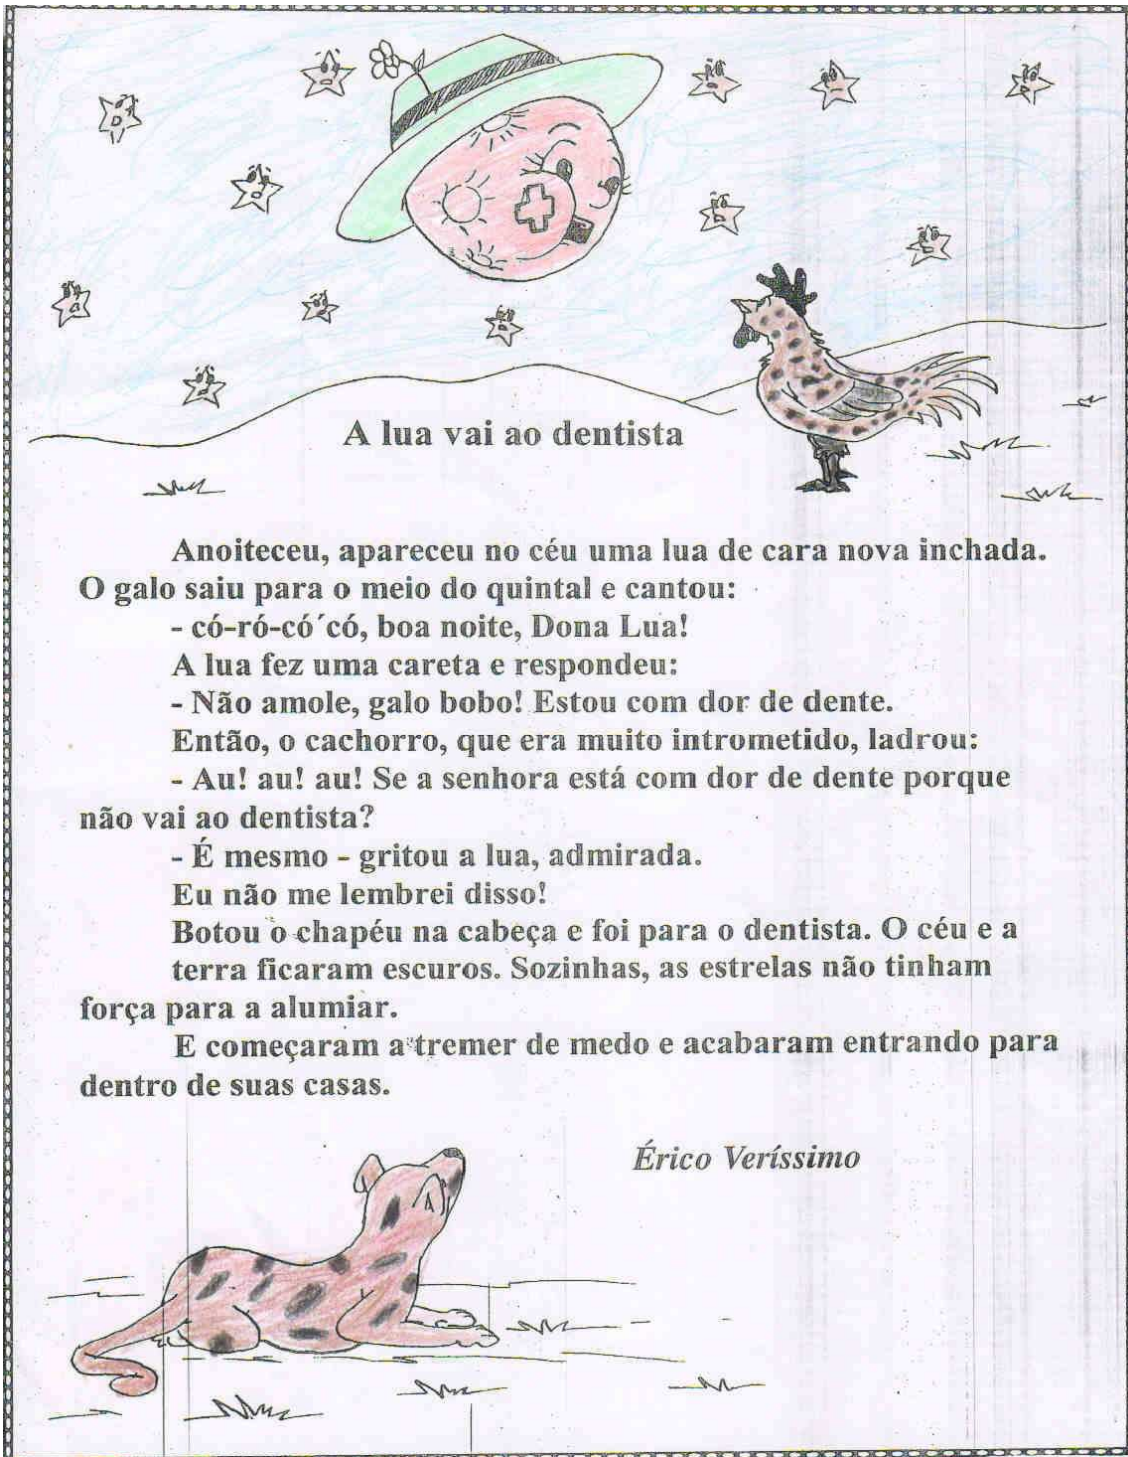 A lua vai ao dentista
Anoiteceu, apareceu no céu uma lua de cara nova inchada.
O galo saiu para o meio do quintal e cantou:
- có-ró-có´có, boa noite, Dona Lua!
A lua fez uma careta e respondeu:
- Não amole, galo bobo! Estou com dor de dente.
Então, o cachorro, que era muito intrometido, ladrou:
- Au! au! au! Se a senhora está com dor de dente porque
não vai ao dentista?
- É mesmo - gritou a lua, admirada.
Eu não me lembrei disso!
Botou o chapéu na cabeça e foi para o dentista. O céu e a
terra ficaram escuros. Sozinhas, as estrelas não tinham
força para a alumiar.
E começaram a tremer de medo e acabaram entrando para
dentro de suas casas.
Érico Veríssimo